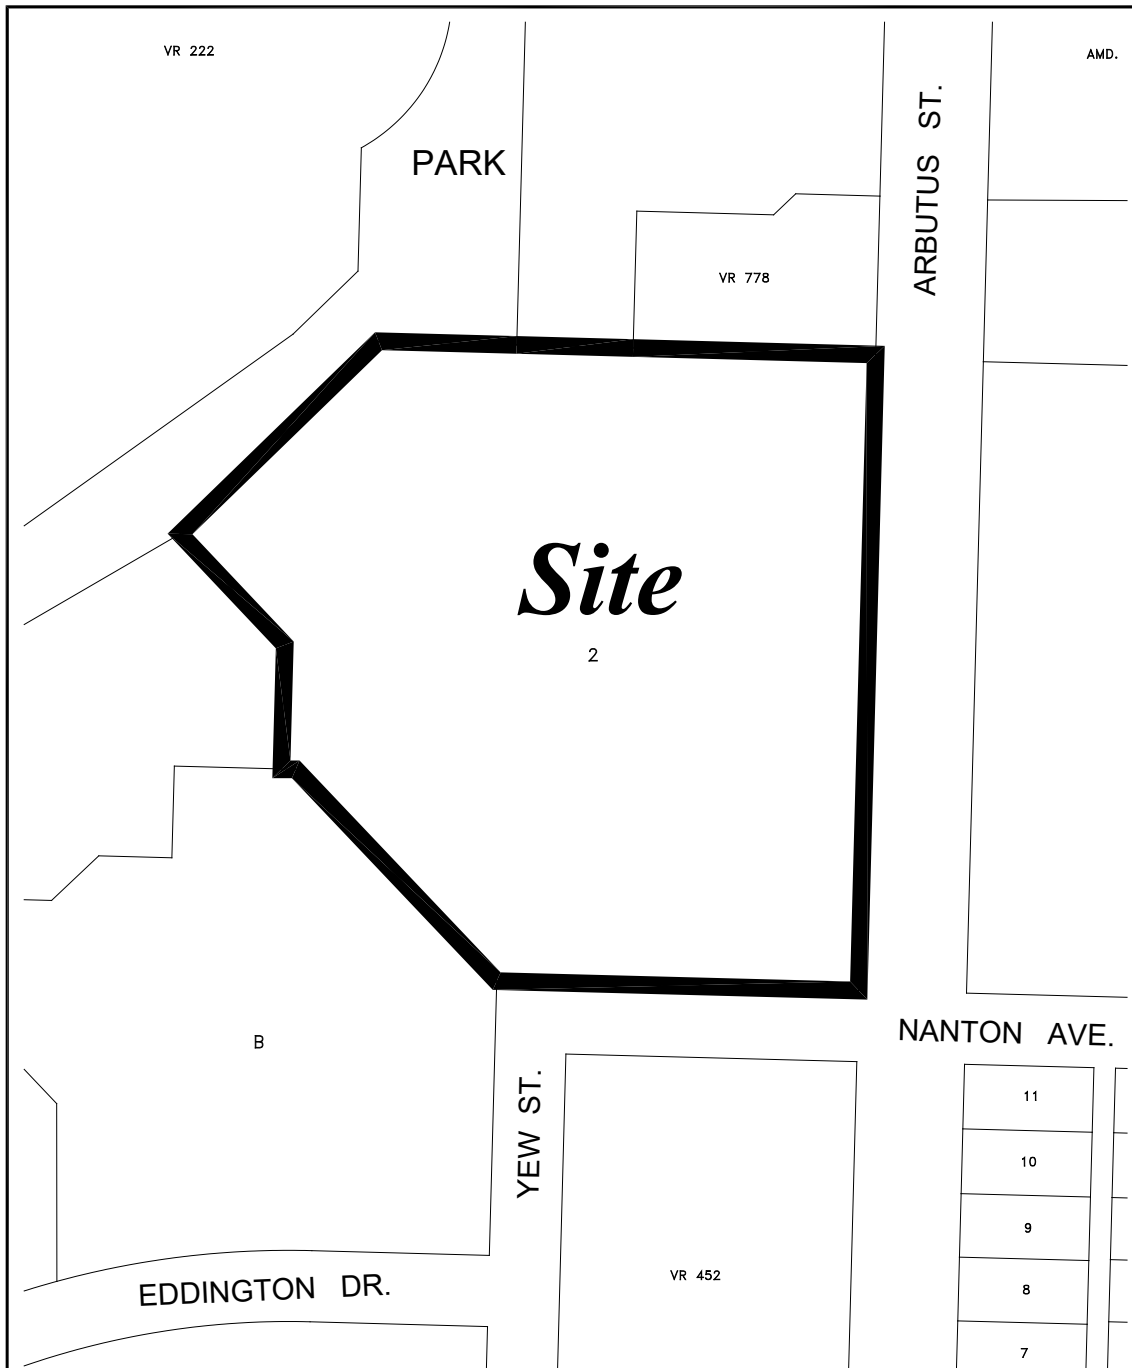 VR 222
AMD.
PARK
ARBUTUS ST.
VR 778
Site
2
B
NANTON AVE.
YEW ST.
11
10
9
8
7
VR 452
EDDINGTON DR.